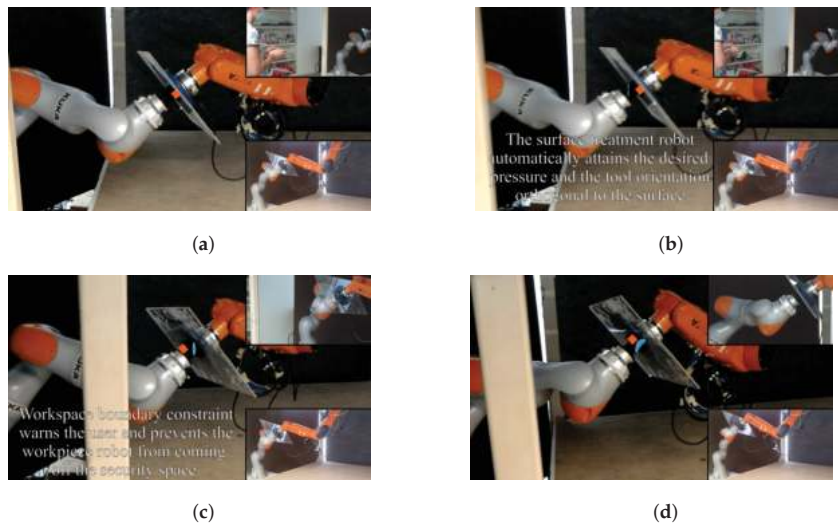 (a)
The surface treatment robot
automatically attains the desired
pressure and the tool orientation
orthogonal to the surface
(b)
KUKA
Workspace boundary constraint
warns the user and prevents the
workpiece robot from coming
off the security space
(c)
(d)